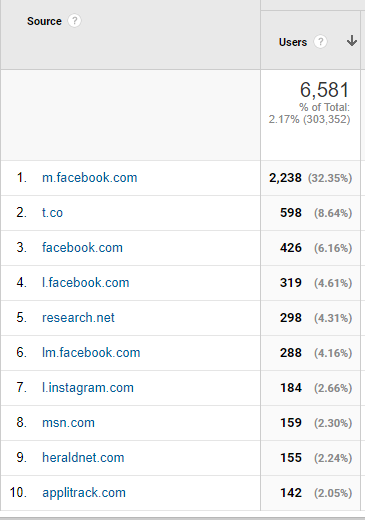 Source ?
Users ?
6,581
% of Total:
2.17% (303,352)
1. m.facebook.com 2,238 (32.35%)
2. t.co 598 (8.64%)
3. facebook.com 426 (6.16%)
4. l.facebook.com 319 (4.61%)
5. research.net 298 (4.31%)
6. lm.facebook.com 288 (4.16%)
7. l.instagram.com 184 (2.66%)
8. msn.com 159 (2.30%)
9. heraldnet.com 155 (2.24%)
10. applitrack.com 142 (2.05%)